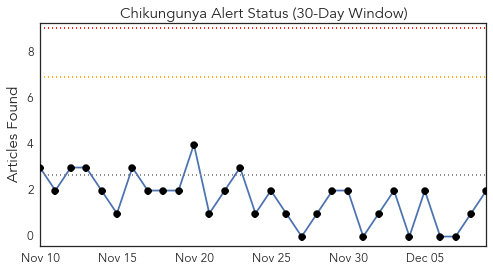 Chikungunya Alert Status (30-Day Window)
Articles Found
8
6
4
2
0
Nov 10 Nov 15 Nov 20 Nov 25 Nov 30 Dec 05